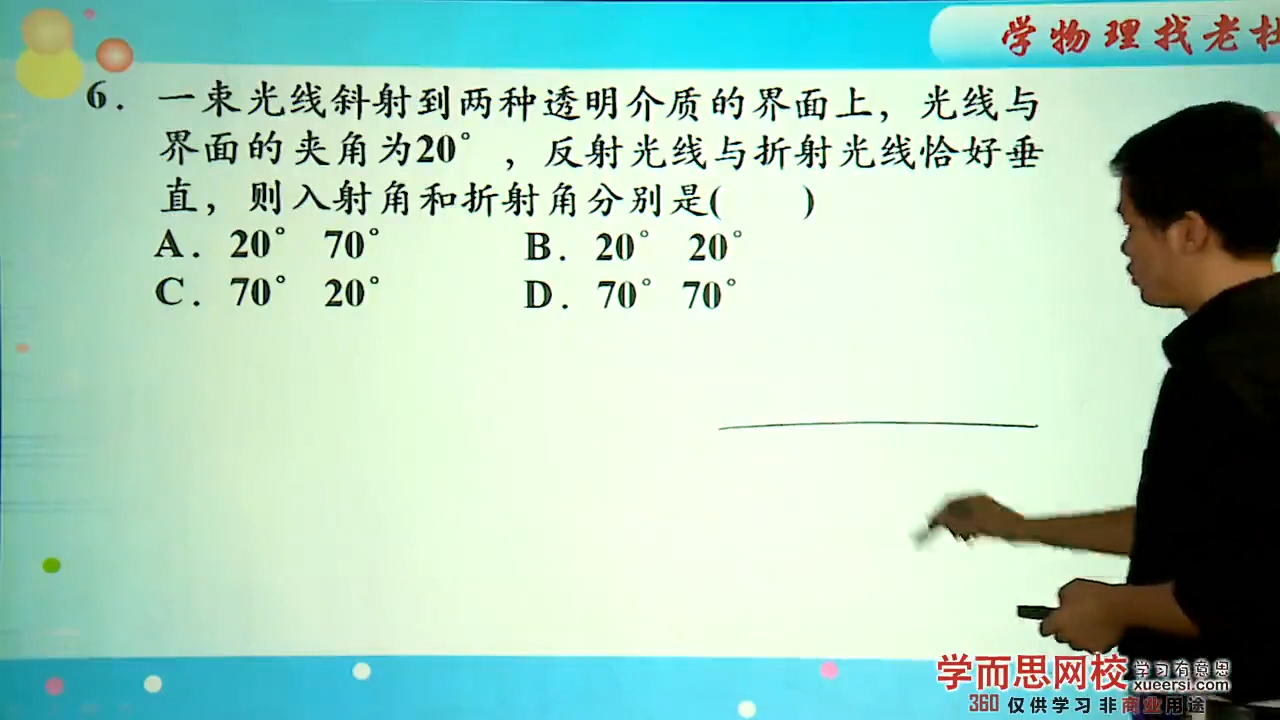 学物理找老杜
6．一束光线斜射到两种透明介质的界面上，光线与
界面的夹角为20°，反射光线与折射光线恰好垂
直，则入射角和折射角分别是(　　)
A．20°　70°　B．20°　20°
C．70°　20°　D．70°　70°
学而思网校 学习有意思
xueersi.com
360 仅供学习 非商业用途